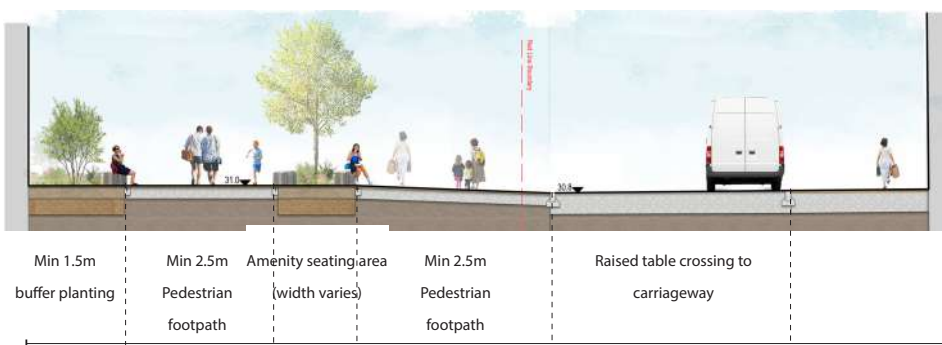 Red Line Boundary
31.0
30.8
Min 1.5m
buffer planting
Min 2.5m
Pedestrian
footpath
Amenity seating area
(width varies)
Min 2.5m
Pedestrian
footpath
Raised table crossing to
carriageway